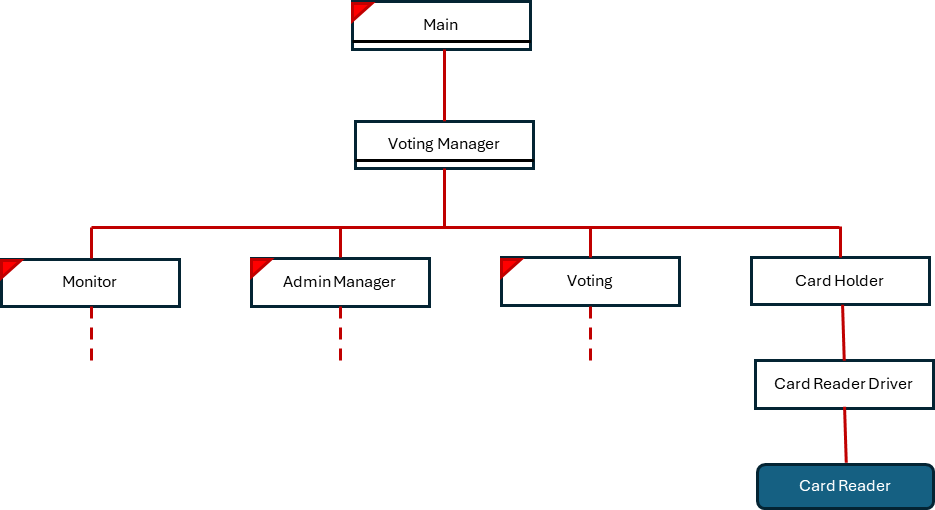 Main
Voting Manager
Monitor
Admin Manager
Voting
Card Holder
Card Reader Driver
Card Reader